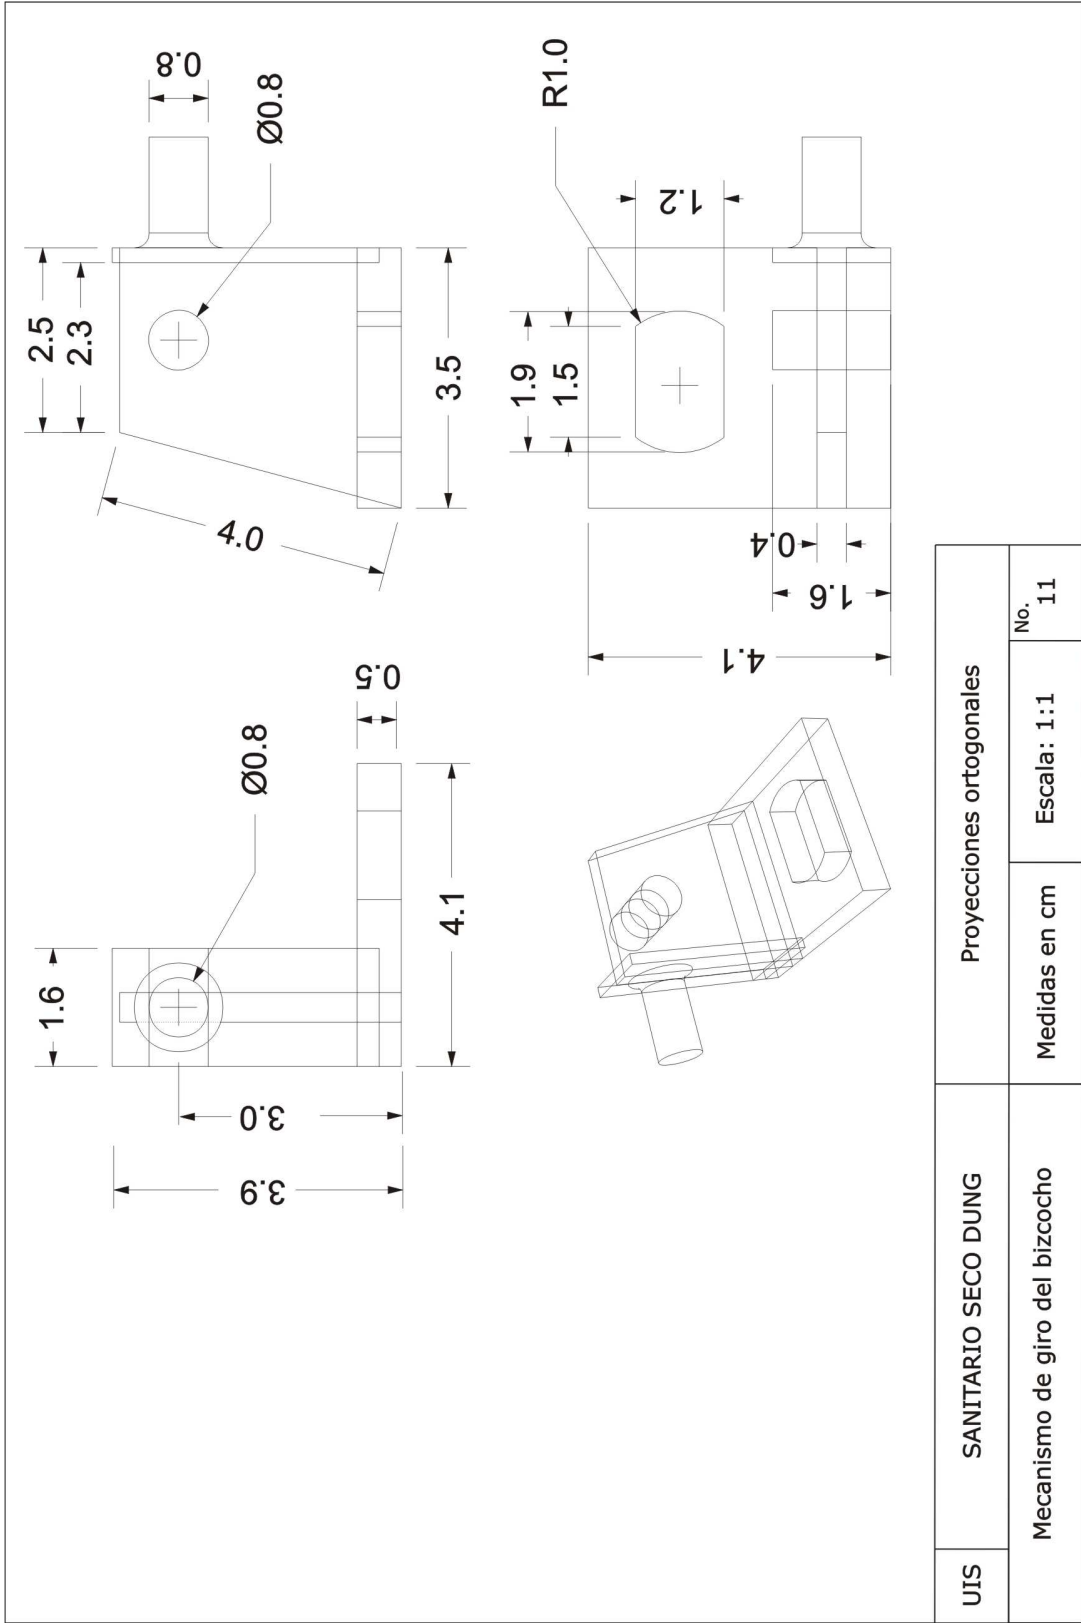 1.6
3.0
3.9
Ø0.8
4.1
0.5
2.5
2.3
0.8
Ø0.8
4.0
3.5
R1.0
1.2
1.9
1.5
0.4
1.6
4.1
UIS
SANITARIO SECO DUNG
Proyecciones ortogonales
Mecanismo de giro del bizcocho
Medidas en cm
Escala: 1:1
No.
11